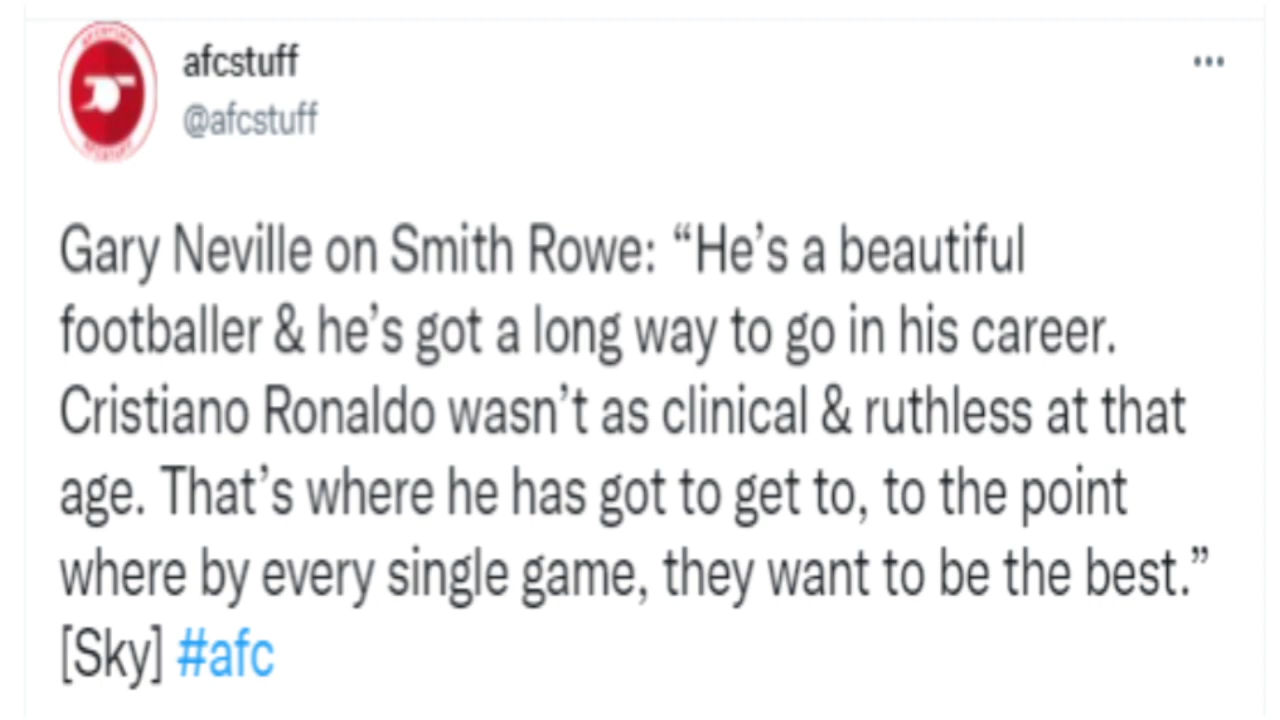 afcstuff
@afcstuff
Gary Neville on Smith Rowe: “He’s a beautiful
footballer & he’s got a long way to go in his career.
Cristiano Ronaldo wasn’t as clinical & ruthless at that
age. That’s where he has got to get to, to the point
where by every single game, they want to be the best.”
[Sky] #afc